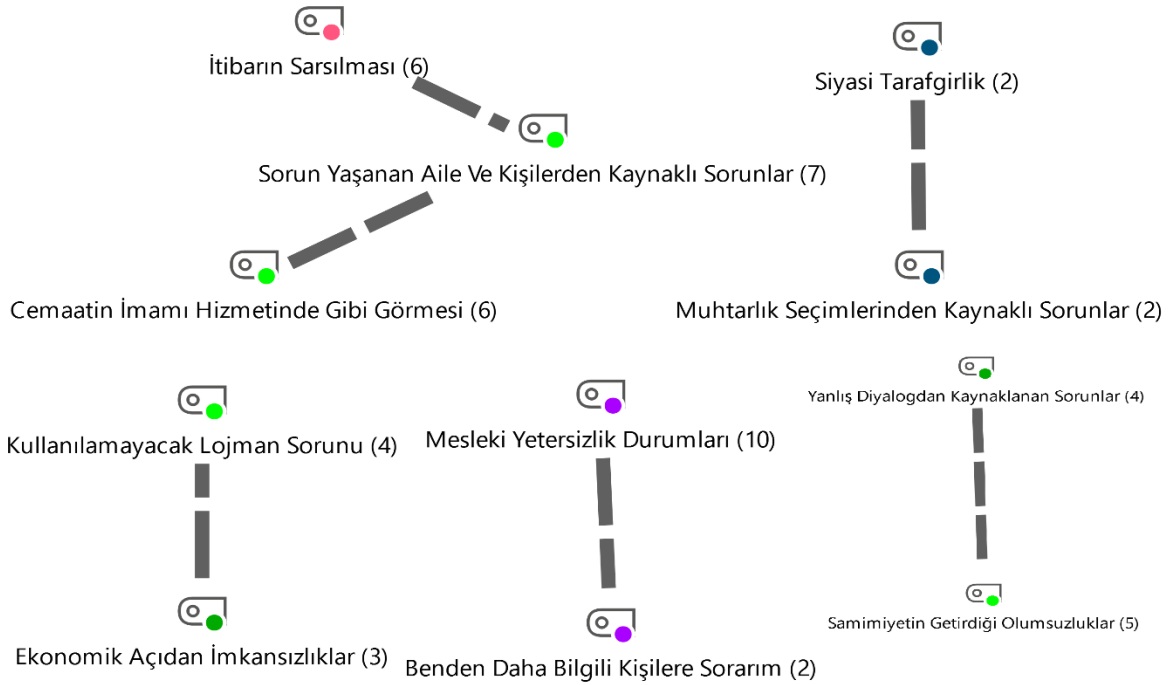 İtibarın Sarsılması (6)
Siyasi Tarafgirlik (2)
Sorun Yaşanan Aile Ve Kişilerden Kaynaklı Sorunlar (7)
Cemaatin İmamı Hizmetinde Gibi Görmesi (6)
Muhtarlık Seçimlerinden Kaynaklı Sorunlar (2)
Yanlış Diyalogdan Kaynaklanan Sorunlar (4)
Kullanılamayacak Lojman Sorunu (4)
Mesleki Yetersizlik Durumları (10)
Samimiyetin Getirdiği Olumsuzluklar (5)
Ekonomik Açıdan İmkansızlıklar (3)
Benden Daha Bilgili Kişilere Sorarım (2)